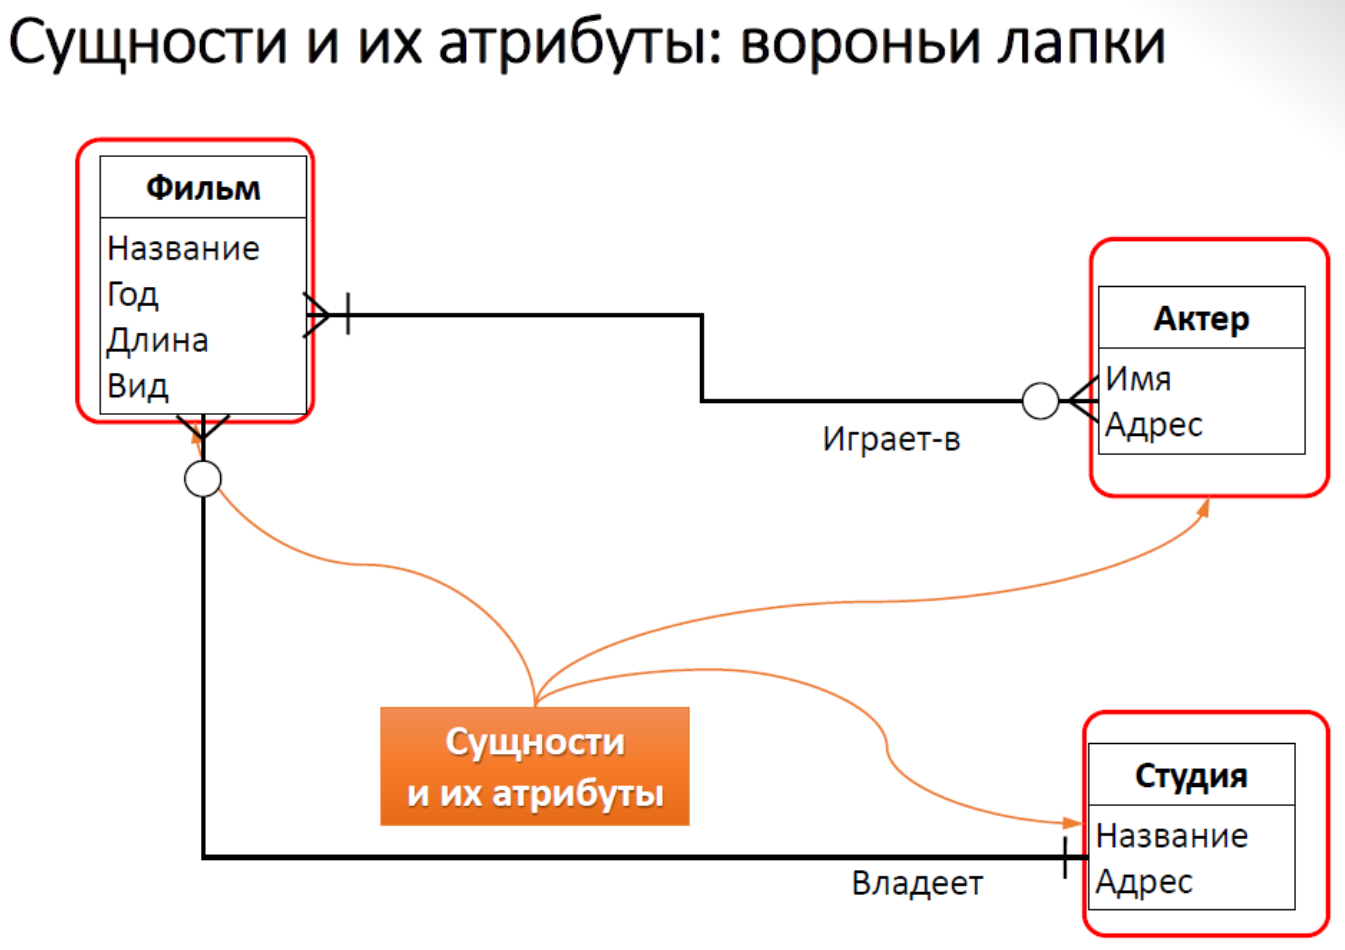 Сущности и их атрибуты: вороньи лапки
Фильм
Название
Год
Длина
Вид
Актер
Имя
Адрес
Играет-в
Сущности
и их атрибуты
Студия
Название
Адрес
Владеет